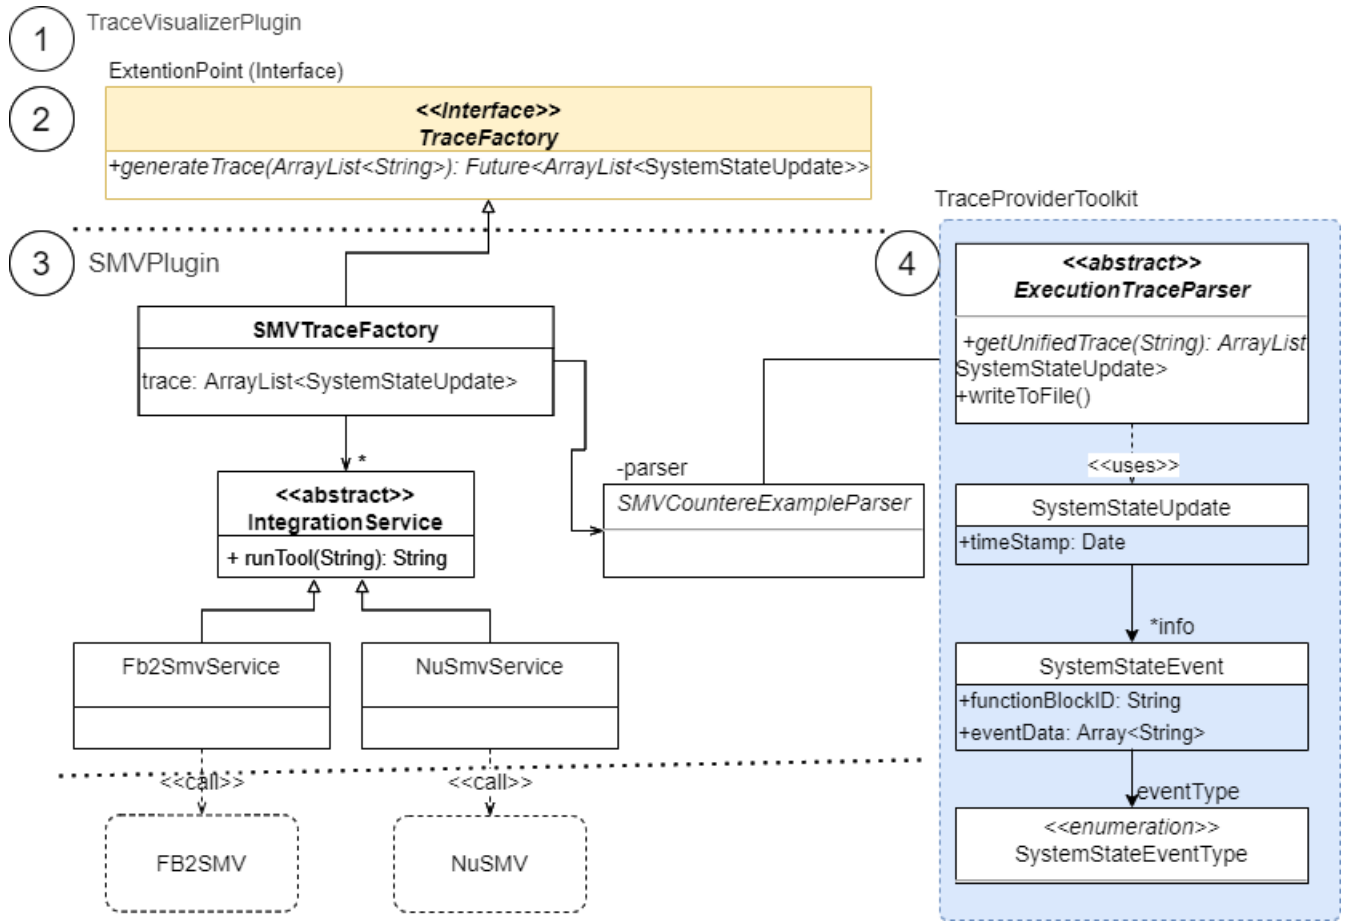 1
TraceVisualizerPlugin
ExtentionPoint (Interface)
2
<<Interface>>
TraceFactory
+generateTrace(ArrayList<String>): Future<ArrayList<SystemStateUpdate>>
3
SMVPlugin
SMVTraceFactory
trace: ArrayList<SystemStateUpdate>
*
<<abstract>>
IntegrationService
+ runTool(String): String
-parser
SMVCountereExampleParser
Fb2SmvService
NuSmvService
<<call>>
<<call>>
FB2SMV
NuSMV
TraceProviderToolkit
4
<<abstract>>
ExecutionTraceParser
+getUnifiedTrace(String): ArrayList
SystemStateUpdate>
+writeToFile()
<<uses>>
SystemStateUpdate
+timeStamp: Date
*info
SystemStateEvent
+functionBlockID: String
+eventData: Array<String>
eventType
<<enumeration>>
SystemStateEventType